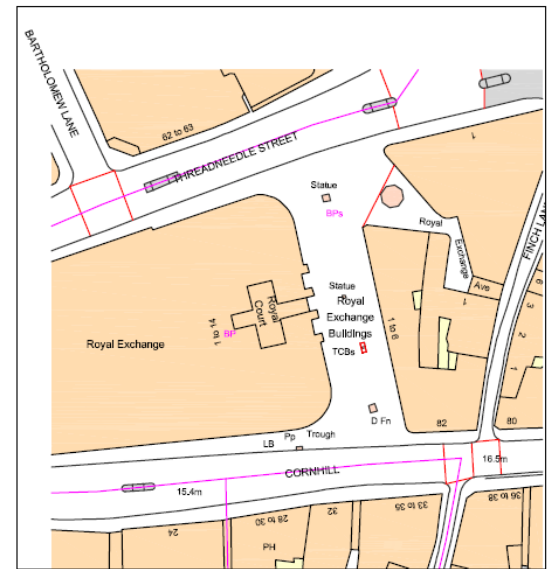 BARTHOLOMEW LANE
62 to 63
THREADNEEDLE STREET
Statue
BPs
1
Royal
Exchange
Ave
FINCH LANE
Statue
Royal
Exchange
Buildings
TCBs
1 to 6
1
6
3
2
1
Royal
Court
BP
1 to 14
Royal Exchange
D Fn
82
80
Pp
Trough
LB
CORNHILL
16.5m
15.4m
24
28 to 30
32
33 to 35
36 to 38
PH